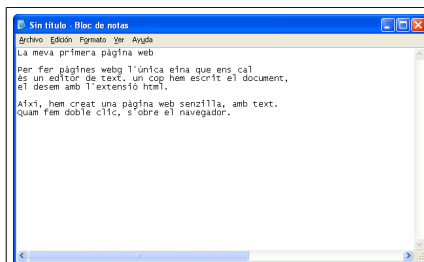 Sin título - Bloc de notas
Archivo Edición Formato Ver Ayuda
La meva primera pàgina web
Per fer pàgines webg l'única eina que ens cal
és un editor de text. un cop hem escrit el document,
el desem amb l'extensió html.
Així, hem creat una pàgina web senzilla, amb text.
Quam fem doble clic, s'obre el navegador.